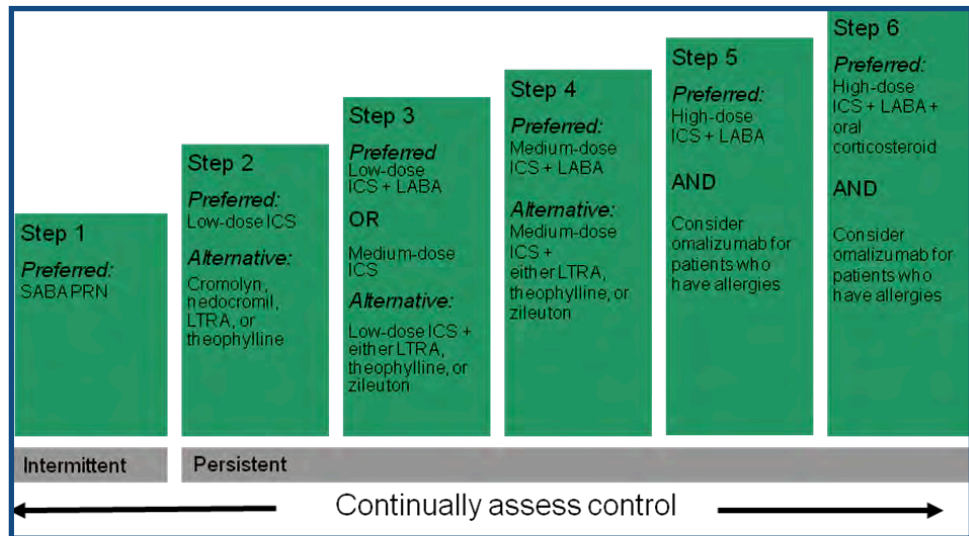 Step 1
Preferred:
SABA PRN
Step 2
Preferred:
Low-dose ICS
Alternative:
Cromolyn,
nedocromil,
LTRA, or
theophylline
Step 3
Preferred
Low-dose
ICS + LABA
OR
Medium-dose
ICS
Alternative:
Low-dose ICS +
either LTRA,
theophylline, or
zileuton
Step 4
Preferred:
Medium-dose
ICS + LABA
Alternative:
Medium-dose
ICS +
either LTRA,
theophylline, or
zileuton
Step 5
Preferred:
High-dose
ICS + LABA
AND
Consider
omalizumab for
patients who
have allergies
Step 6
Preferred:
High-dose
ICS + LABA +
oral
corticosteroid
AND
Consider
omalizumab for
patients who
have allergies
Intermittent
Persistent
Continually assess control